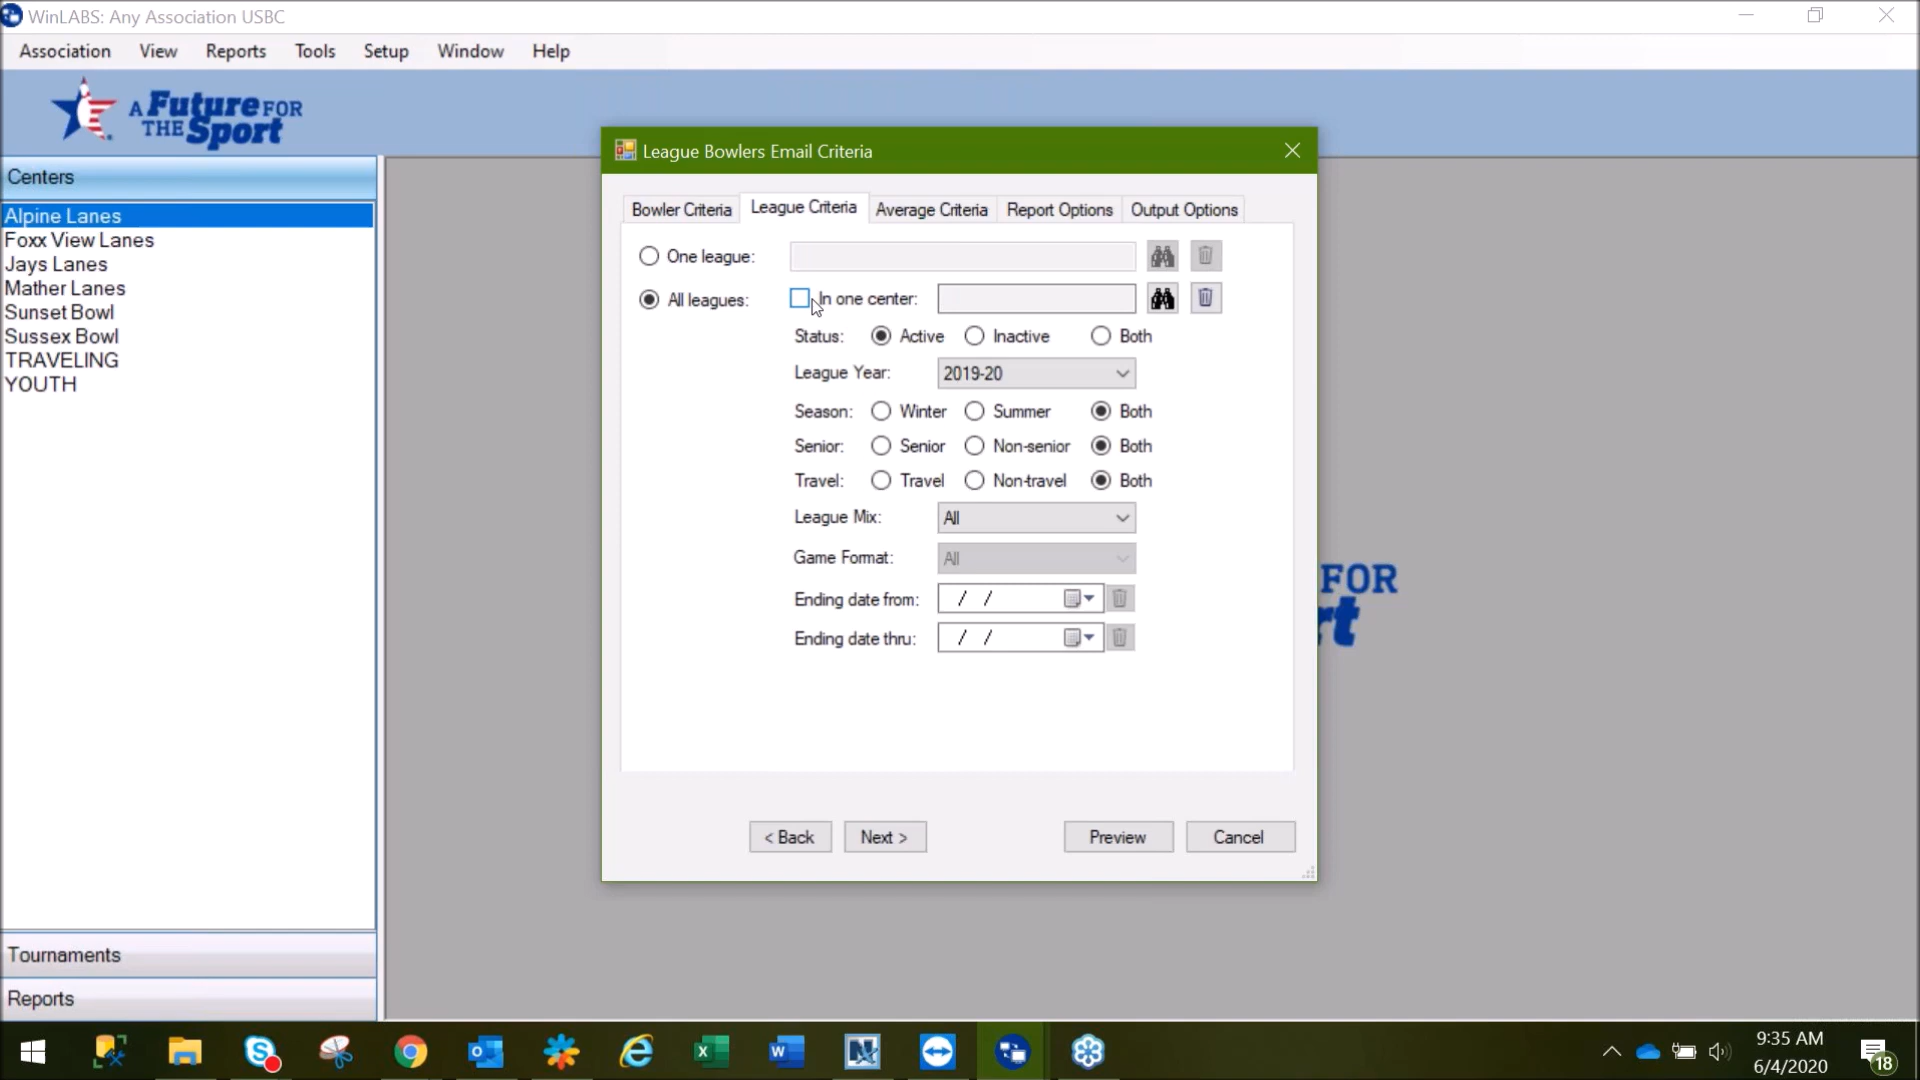 WinLABS: Any Association USBC
Association View Reports Tools Setup Window Help
A Future FOR
THE Sport
Centers
Alpine Lanes
Foxx View Lanes
Jays Lanes
Mather Lanes
Sunset Bowl
Sussex Bowl
TRAVELING
YOUTH
Tournaments
Reports
League Bowlers Email Criteria
Bowler Criteria League Criteria Average Criteria Report Options Output Options
One league:
All leagues: In one center:
Status: Active Inactive Both
League Year: 2019-20
Season: Winter Summer Both
Senior: Senior Non-senior Both
Travel: Travel Non-travel Both
League Mix: All
Game Format: All
Ending date from: / /
Ending date thru: / /
< Back Next > Preview Cancel
FOR
rt
9:35 AM
6/4/2020
18